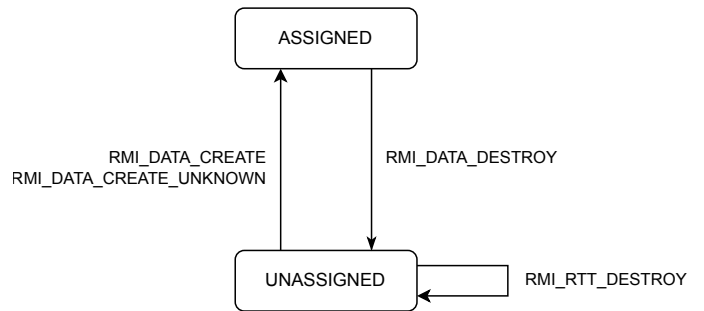 ASSIGNED
RMI_DATA_CREATE
RMI_DATA_CREATE_UNKNOWN
RMI_DATA_DESTROY
UNASSIGNED
RMI_RTT_DESTROY